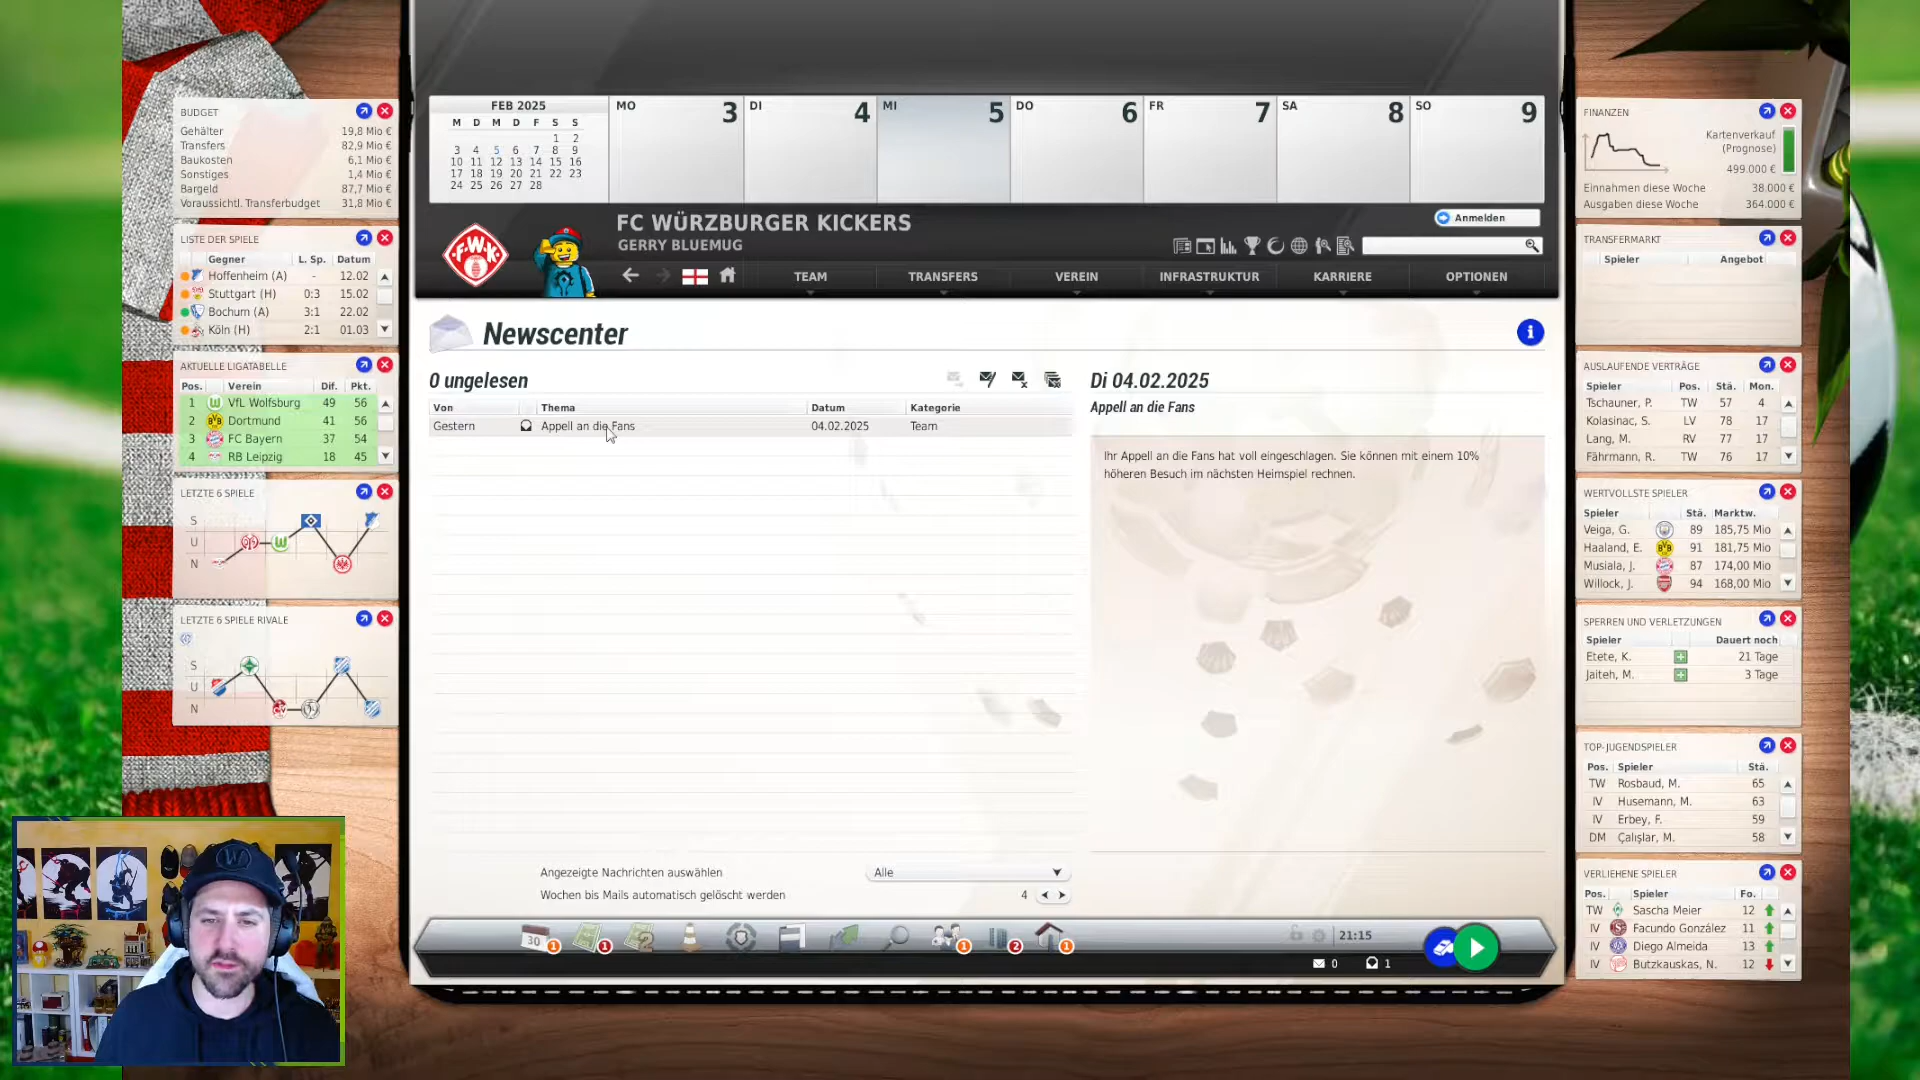 BUDGET
Gehälter 19,8 Mio €
Transfers 82,9 Mio €
Baukosten 6,1 Mio €
Sonstiges 1,4 Mio €
Bargeld 87,7 Mio €
Voraussichtl. Transferbudget 31,8 Mio €
LISTE DER SPIELE
Gegner L. Sp. Datum
Hoffenheim (A) - 12.02
Stuttgart (H) 0:3 15.02
Bochum (A) 3:1 22.02
Köln (H) 2:1 01.03
AKTUELLE LIGATABELLE
Pos. Verein Dif. Pkt.
1 VfL Wolfsburg 49 56
2 Dortmund 41 56
3 FC Bayern 37 54
4 RB Leipzig 18 45
LETZTE 6 SPIELE
S
U
N
LETZTE 6 SPIELE RIVALE
S
U
N
FEB 2025
M D M D F S S
1 2
3 4 5 6 7 8 9
10 11 12 13 14 15 16
17 18 19 20 21 22 23
24 25 26 27 28
MO 3 DI 4 MI 5 DO 6 FR 7 SA 8 SO 9
FC WÜRZBURGER KICKERS
GERRY BLUEMUG
Anmelden
TEAM TRANSFERS VEREIN INFRASTRUKTUR KARRIERE OPTIONEN
Newscenter
0 ungelesen
Von Thema Datum Kategorie
Gestern Appell an die Fans 04.02.2025 Team
Di 04.02.2025
Appell an die Fans
Ihr Appell an die Fans hat voll eingeschlagen. Sie können mit einem 10%
höheren Besuch im nächsten Heimspiel rechnen.
Angezeigte Nachrichten auswählen Alle
Wochen bis Mails automatisch gelöscht werden 4
30 1 1 1 2 1
21:15
0 1
FINANZEN
Kartenverkauf
(Prognose)
499.000 €
Einnahmen diese Woche 38.000 €
Ausgaben diese Woche 364.000 €
TRANSFERMARKT
Spieler Angebot
AUSLAUFENDE VERTRÄGE
Spieler Pos. Stä. Mon.
Tschauner, P. TW 57 4
Kolasinac, S. LV 78 17
Lang, M. RV 77 17
Fährmann, R. TW 76 17
WERTVOLLSTE SPIELER
Spieler Stä. Marktw.
Veiga, G. 89 185,75 Mio
Haaland, E. 91 181,75 Mio
Musiala, J. 87 174,00 Mio
Willock, J. 94 168,00 Mio
SPERREN UND VERLETZUNGEN
Spieler Dauert noch
Etete, K. 21 Tage
Jaiteh, M. 3 Tage
TOP-JUGENDSPIELER
Pos. Spieler Stä.
TW Rosbaud, M. 65
IV Husemann, M. 63
IV Erbey, F. 59
DM Çalışlar, M. 58
VERLIEHENE SPIELER
Pos. Spieler Fo.
TW Sascha Meier 12
IV Facundo González 11
IV Diego Almeida 13
IV Butzkauskas, N. 12